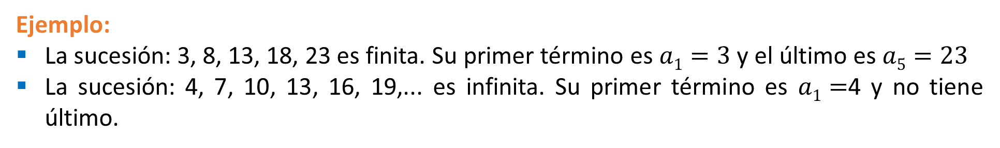 Ejemplo:
▪ La sucesión: 3, 8, 13, 18, 23 es finita. Su primer término es a₁ = 3 y el último es a₅ = 23
▪ La sucesión: 4, 7, 10, 13, 16, 19,... es infinita. Su primer término es a₁ =4 y no tiene
último.